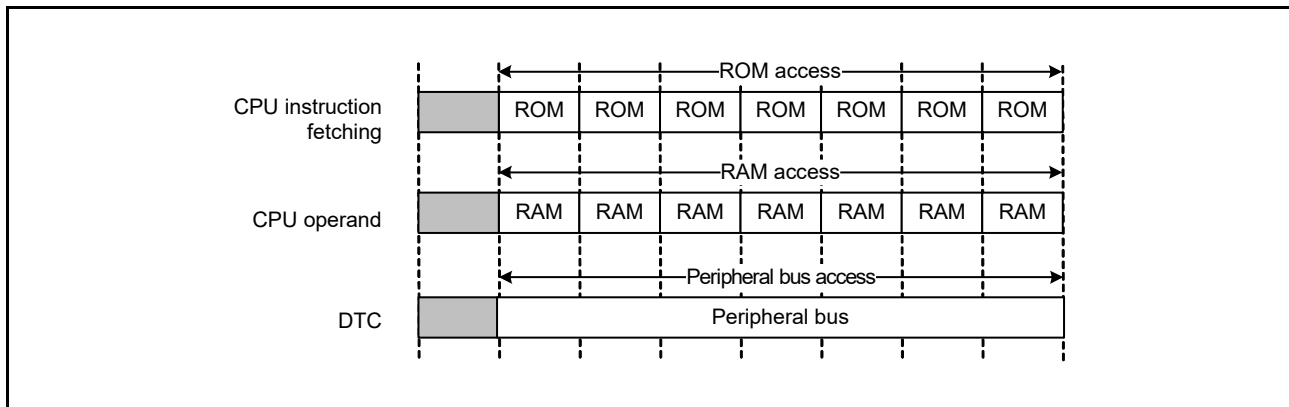 ROM access
CPU instruction
fetching
ROM ROM ROM ROM ROM ROM ROM
RAM access
CPU operand
RAM RAM RAM RAM RAM RAM RAM
Peripheral bus access
DTC
Peripheral bus